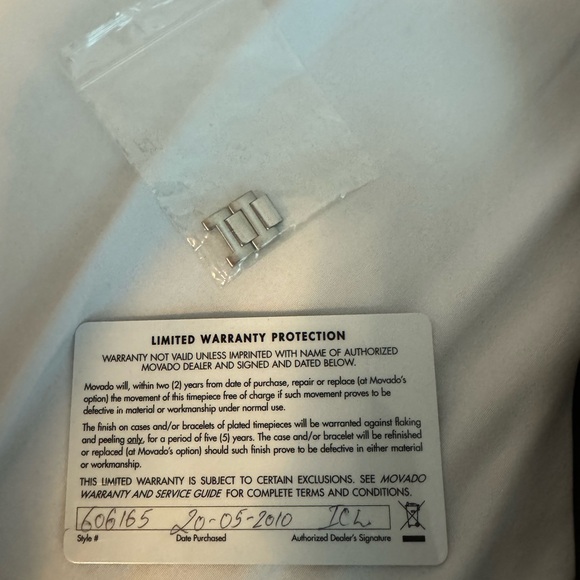 LIMITED WARRANTY PROTECTION
WARRANTY NOT VALID UNLESS IMPRINTED WITH NAME OF AUTHORIZED
MOVADO DEALER AND SIGNED AND DATED BELOW.
Movado will, within two (2) years from date of purchase, repair or replace (at Movado's
option) the movement of this timepiece free of charge if such movement proves to be
defective in material or workmanship under normal use.
The finish on cases and/or bracelets of plated timepieces will be warranted against flaking
and peeling only, for a period of five (5) years. The case and/or bracelet will be refinished
or replaced (at Movado's option) should such finish prove to be defective in either material
or workmanship.
THIS LIMITED WARRANTY IS SUBJECT TO CERTAIN EXCLUSIONS. SEE MOVADO
WARRANTY AND SERVICE GUIDE FOR COMPLETE TERMS AND CONDITIONS.
606165 20-05-2010
Style # Date Purchased Authorized Dealer's Signature